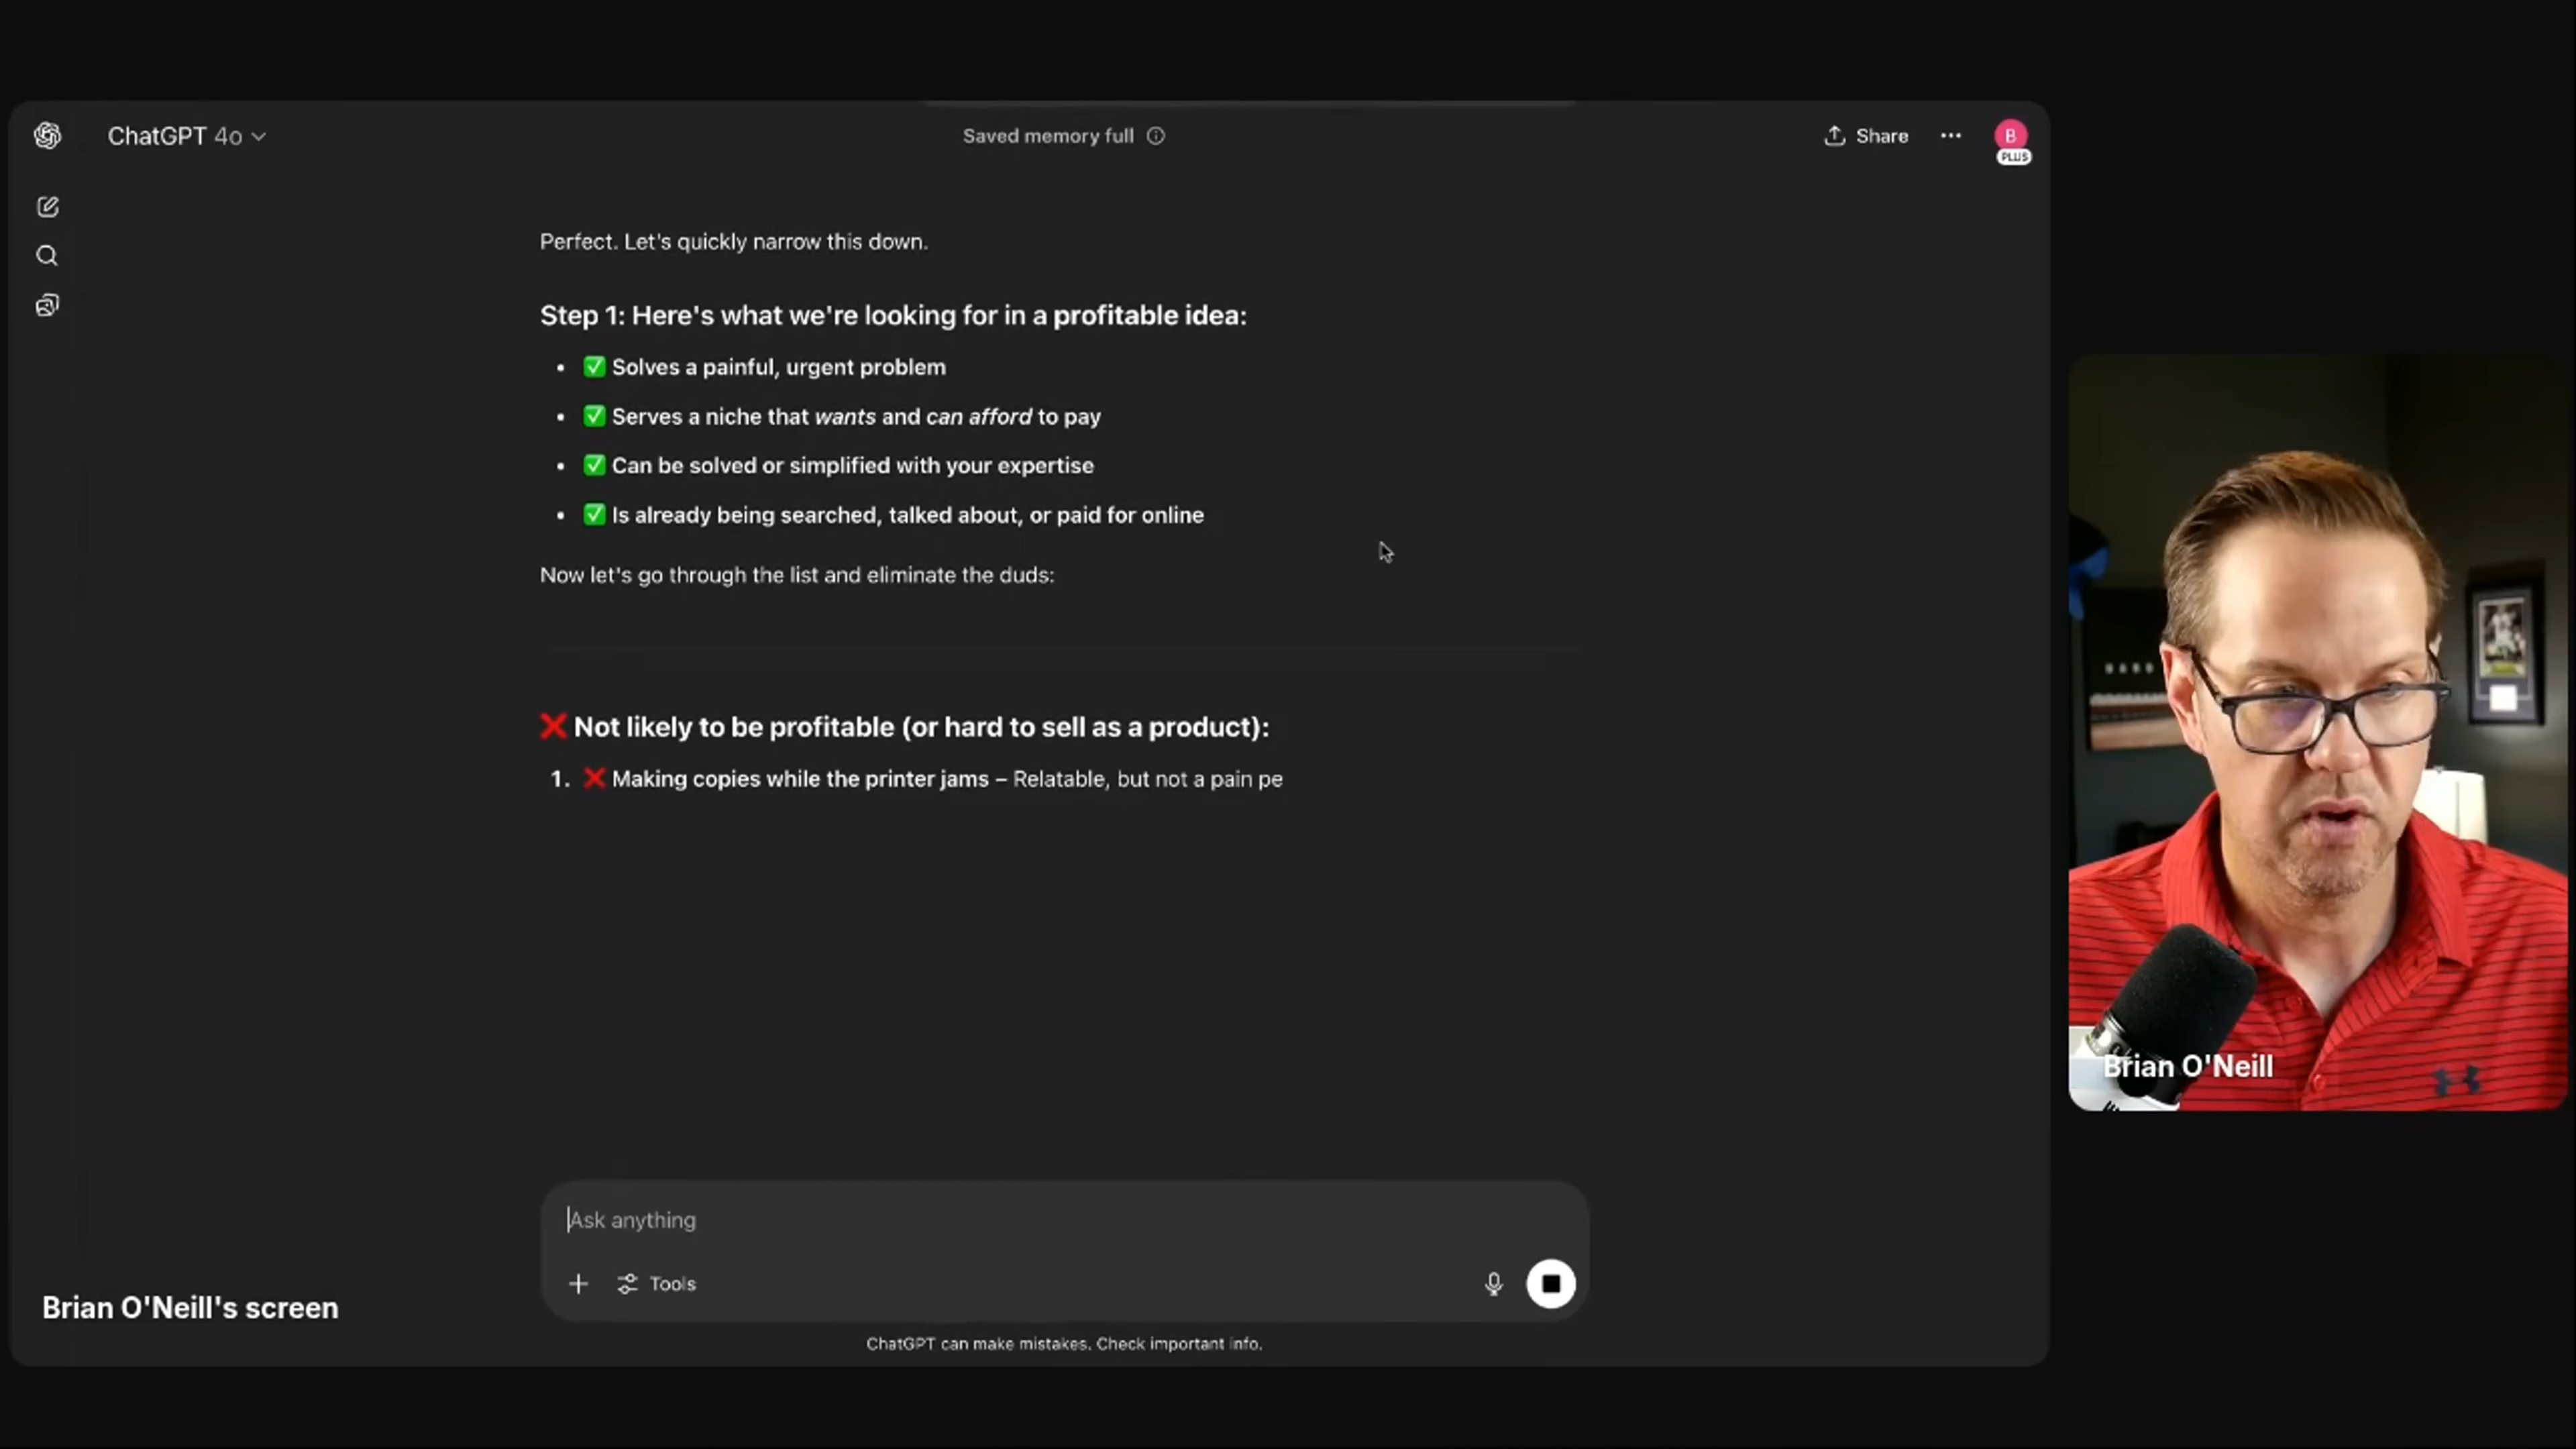 ChatGPT 4o
Saved memory full
Share
B
PLUS
Perfect. Let's quickly narrow this down.
Step 1: Here's what we're looking for in a profitable idea:
• ✅ Solves a painful, urgent problem
• ✅ Serves a niche that wants and can afford to pay
• ✅ Can be solved or simplified with your expertise
• ✅ Is already being searched, talked about, or paid for online
Now let's go through the list and eliminate the duds:
❌ Not likely to be profitable (or hard to sell as a product):
1. ❌ Making copies while the printer jams – Relatable, but not a pain pe
Ask anything
Tools
ChatGPT can make mistakes. Check important info.
Brian O'Neill's screen
Brian O'Neill